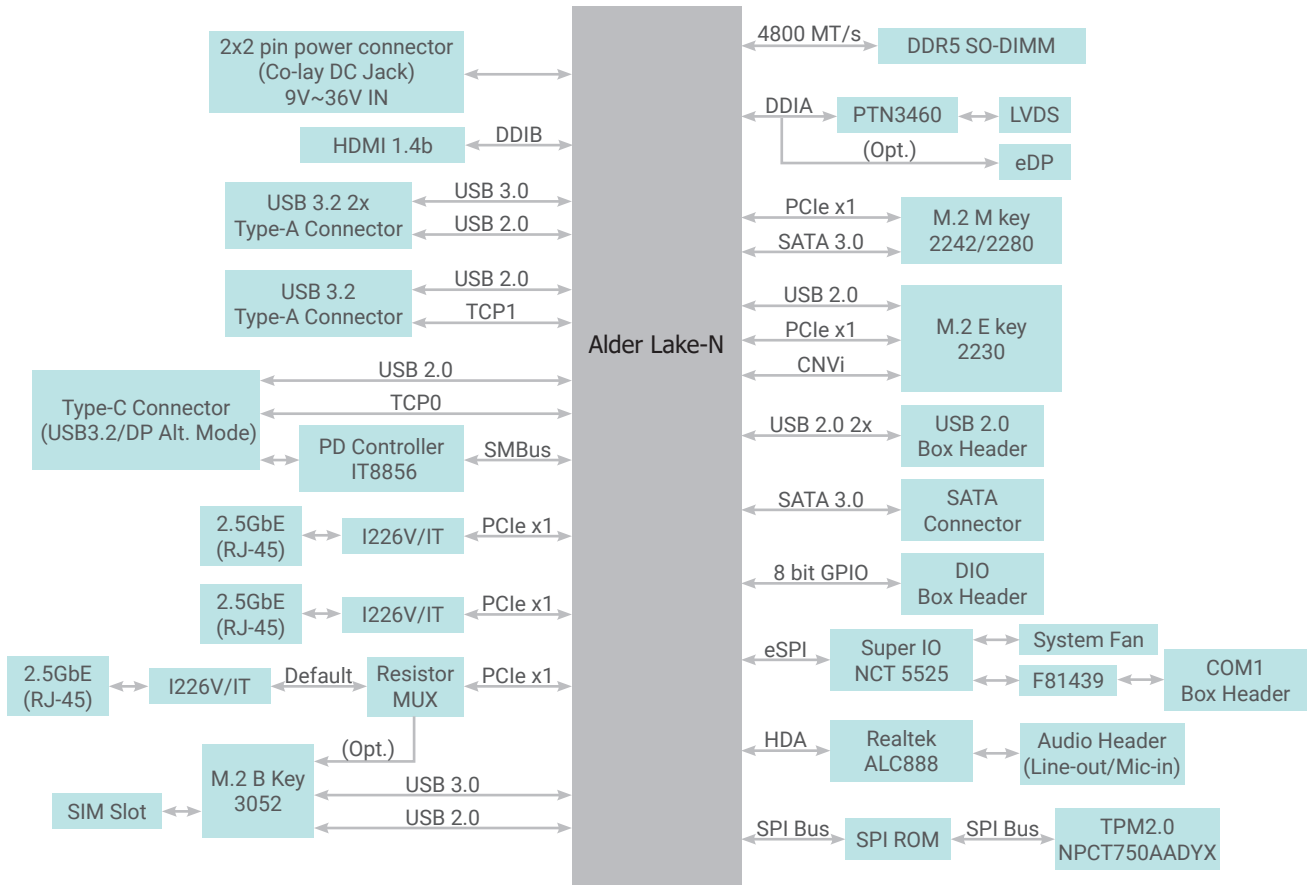 2x2 pin power connector
(Co-lay DC Jack)
9V~36V IN
HDMI 1.4b
DDIB
USB 3.2 2x
Type-A Connector
USB 3.0
USB 2.0
USB 3.2
Type-A Connector
USB 2.0
TCP1
Type-C Connector
(USB3.2/DP Alt. Mode)
USB 2.0
TCP0
PD Controller
IT8856
SMBus
2.5GbE
(RJ-45)
I226V/IT
PCIe x1
2.5GbE
(RJ-45)
I226V/IT
PCIe x1
2.5GbE
(RJ-45)
I226V/IT
Default
Resistor
MUX
PCIe x1
(Opt.)
SIM Slot
M.2 B Key
3052
USB 3.0
USB 2.0
Alder Lake-N
4800 MT/s
DDR5 SO-DIMM
DDIA
PTN3460
LVDS
(Opt.)
eDP
PCIe x1
SATA 3.0
M.2 M key
2242/2280
USB 2.0
PCIe x1
CNVi
M.2 E key
2230
USB 2.0 2x
USB 2.0
Box Header
SATA 3.0
SATA
Connector
8 bit GPIO
DIO
Box Header
eSPI
Super IO
NCT 5525
System Fan
F81439
COM1
Box Header
HDA
Realtek
ALC888
Audio Header
(Line-out/Mic-in)
SPI Bus
SPI ROM
SPI Bus
TPM2.0
NPCT750AADYX